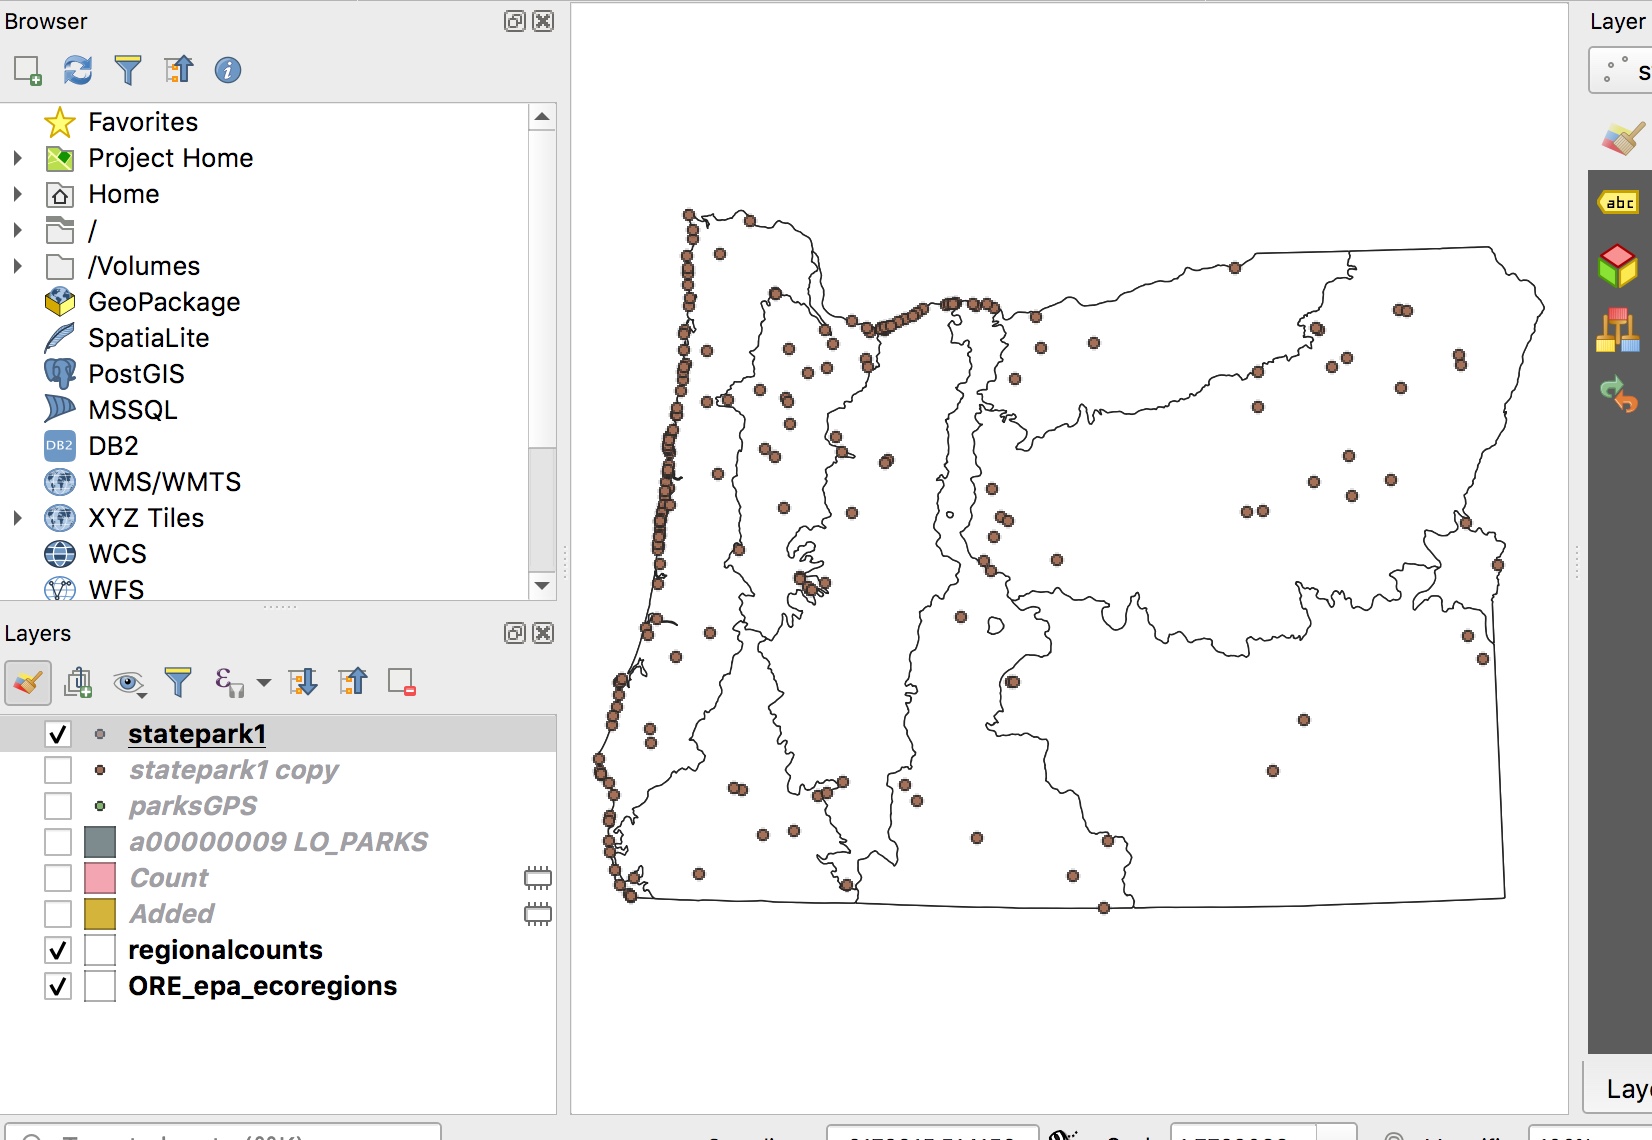 Browser
Favorites
Project Home
Home
/
/Volumes
GeoPackage
SpatiaLite
PostGIS
MSSQL
DB2
DB2
WMS/WMTS
XYZ Tiles
WCS
WFS
Layers
ε
statepark1
statepark1 copy
parksGPS
a00000009 LO_PARKS
Count
Added
regionalcounts
ORE_epa_ecoregions
Layer
s
abc
Lay